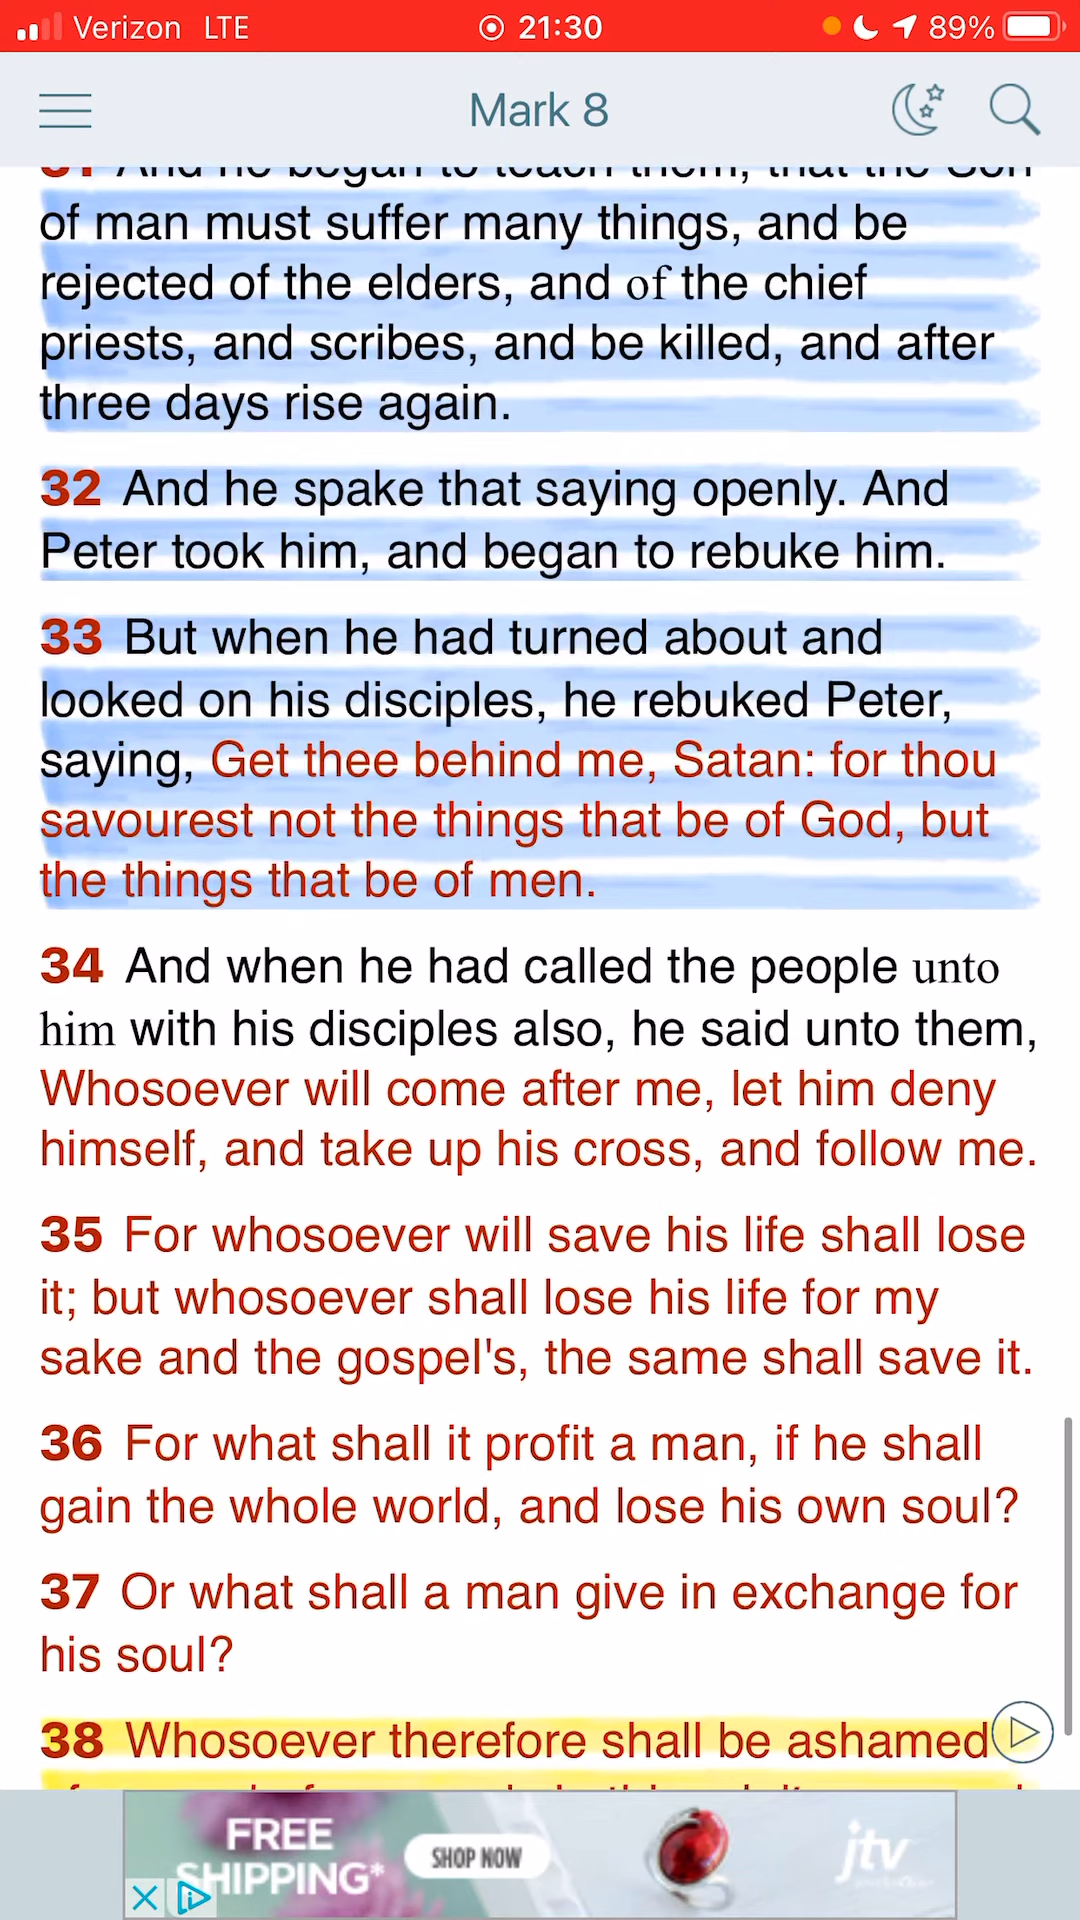 Verizon LTE 21:30 89%
Mark 8
31 And he began to teach them, that the Son
of man must suffer many things, and be
rejected of the elders, and of the chief
priests, and scribes, and be killed, and after
three days rise again.
32 And he spake that saying openly. And
Peter took him, and began to rebuke him.
33 But when he had turned about and
looked on his disciples, he rebuked Peter,
saying, Get thee behind me, Satan: for thou
savourest not the things that be of God, but
the things that be of men.
34 And when he had called the people unto
him with his disciples also, he said unto them,
Whosoever will come after me, let him deny
himself, and take up his cross, and follow me.
35 For whosoever will save his life shall lose
it; but whosoever shall lose his life for my
sake and the gospel's, the same shall save it.
36 For what shall it profit a man, if he shall
gain the whole world, and lose his own soul?
37 Or what shall a man give in exchange for
his soul?
38 Whosoever therefore shall be ashamed
FREE
SHIPPING*
SHOP NOW
jtv